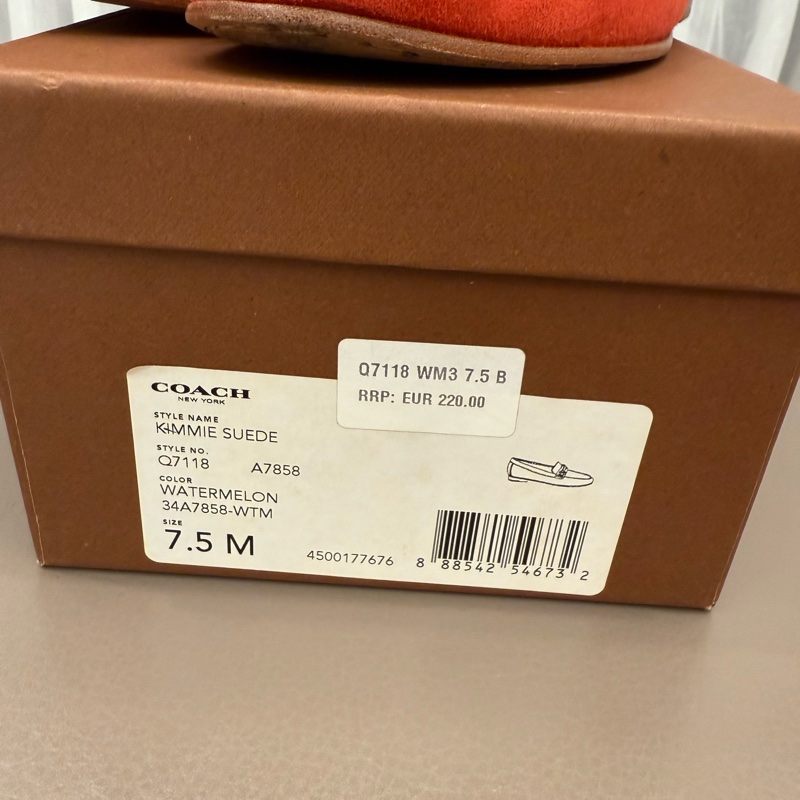 Q7118 WM3 7.5 B
RRP: EUR 220.00
COACH
NEW YORK
STYLE NAME
KIMMIE SUEDE
STYLE NO.
Q7118 A7858
COLOR
WATERMELON
34A7858-WTM
SIZE
7.5 M
4500177676
8 88542 54673 2